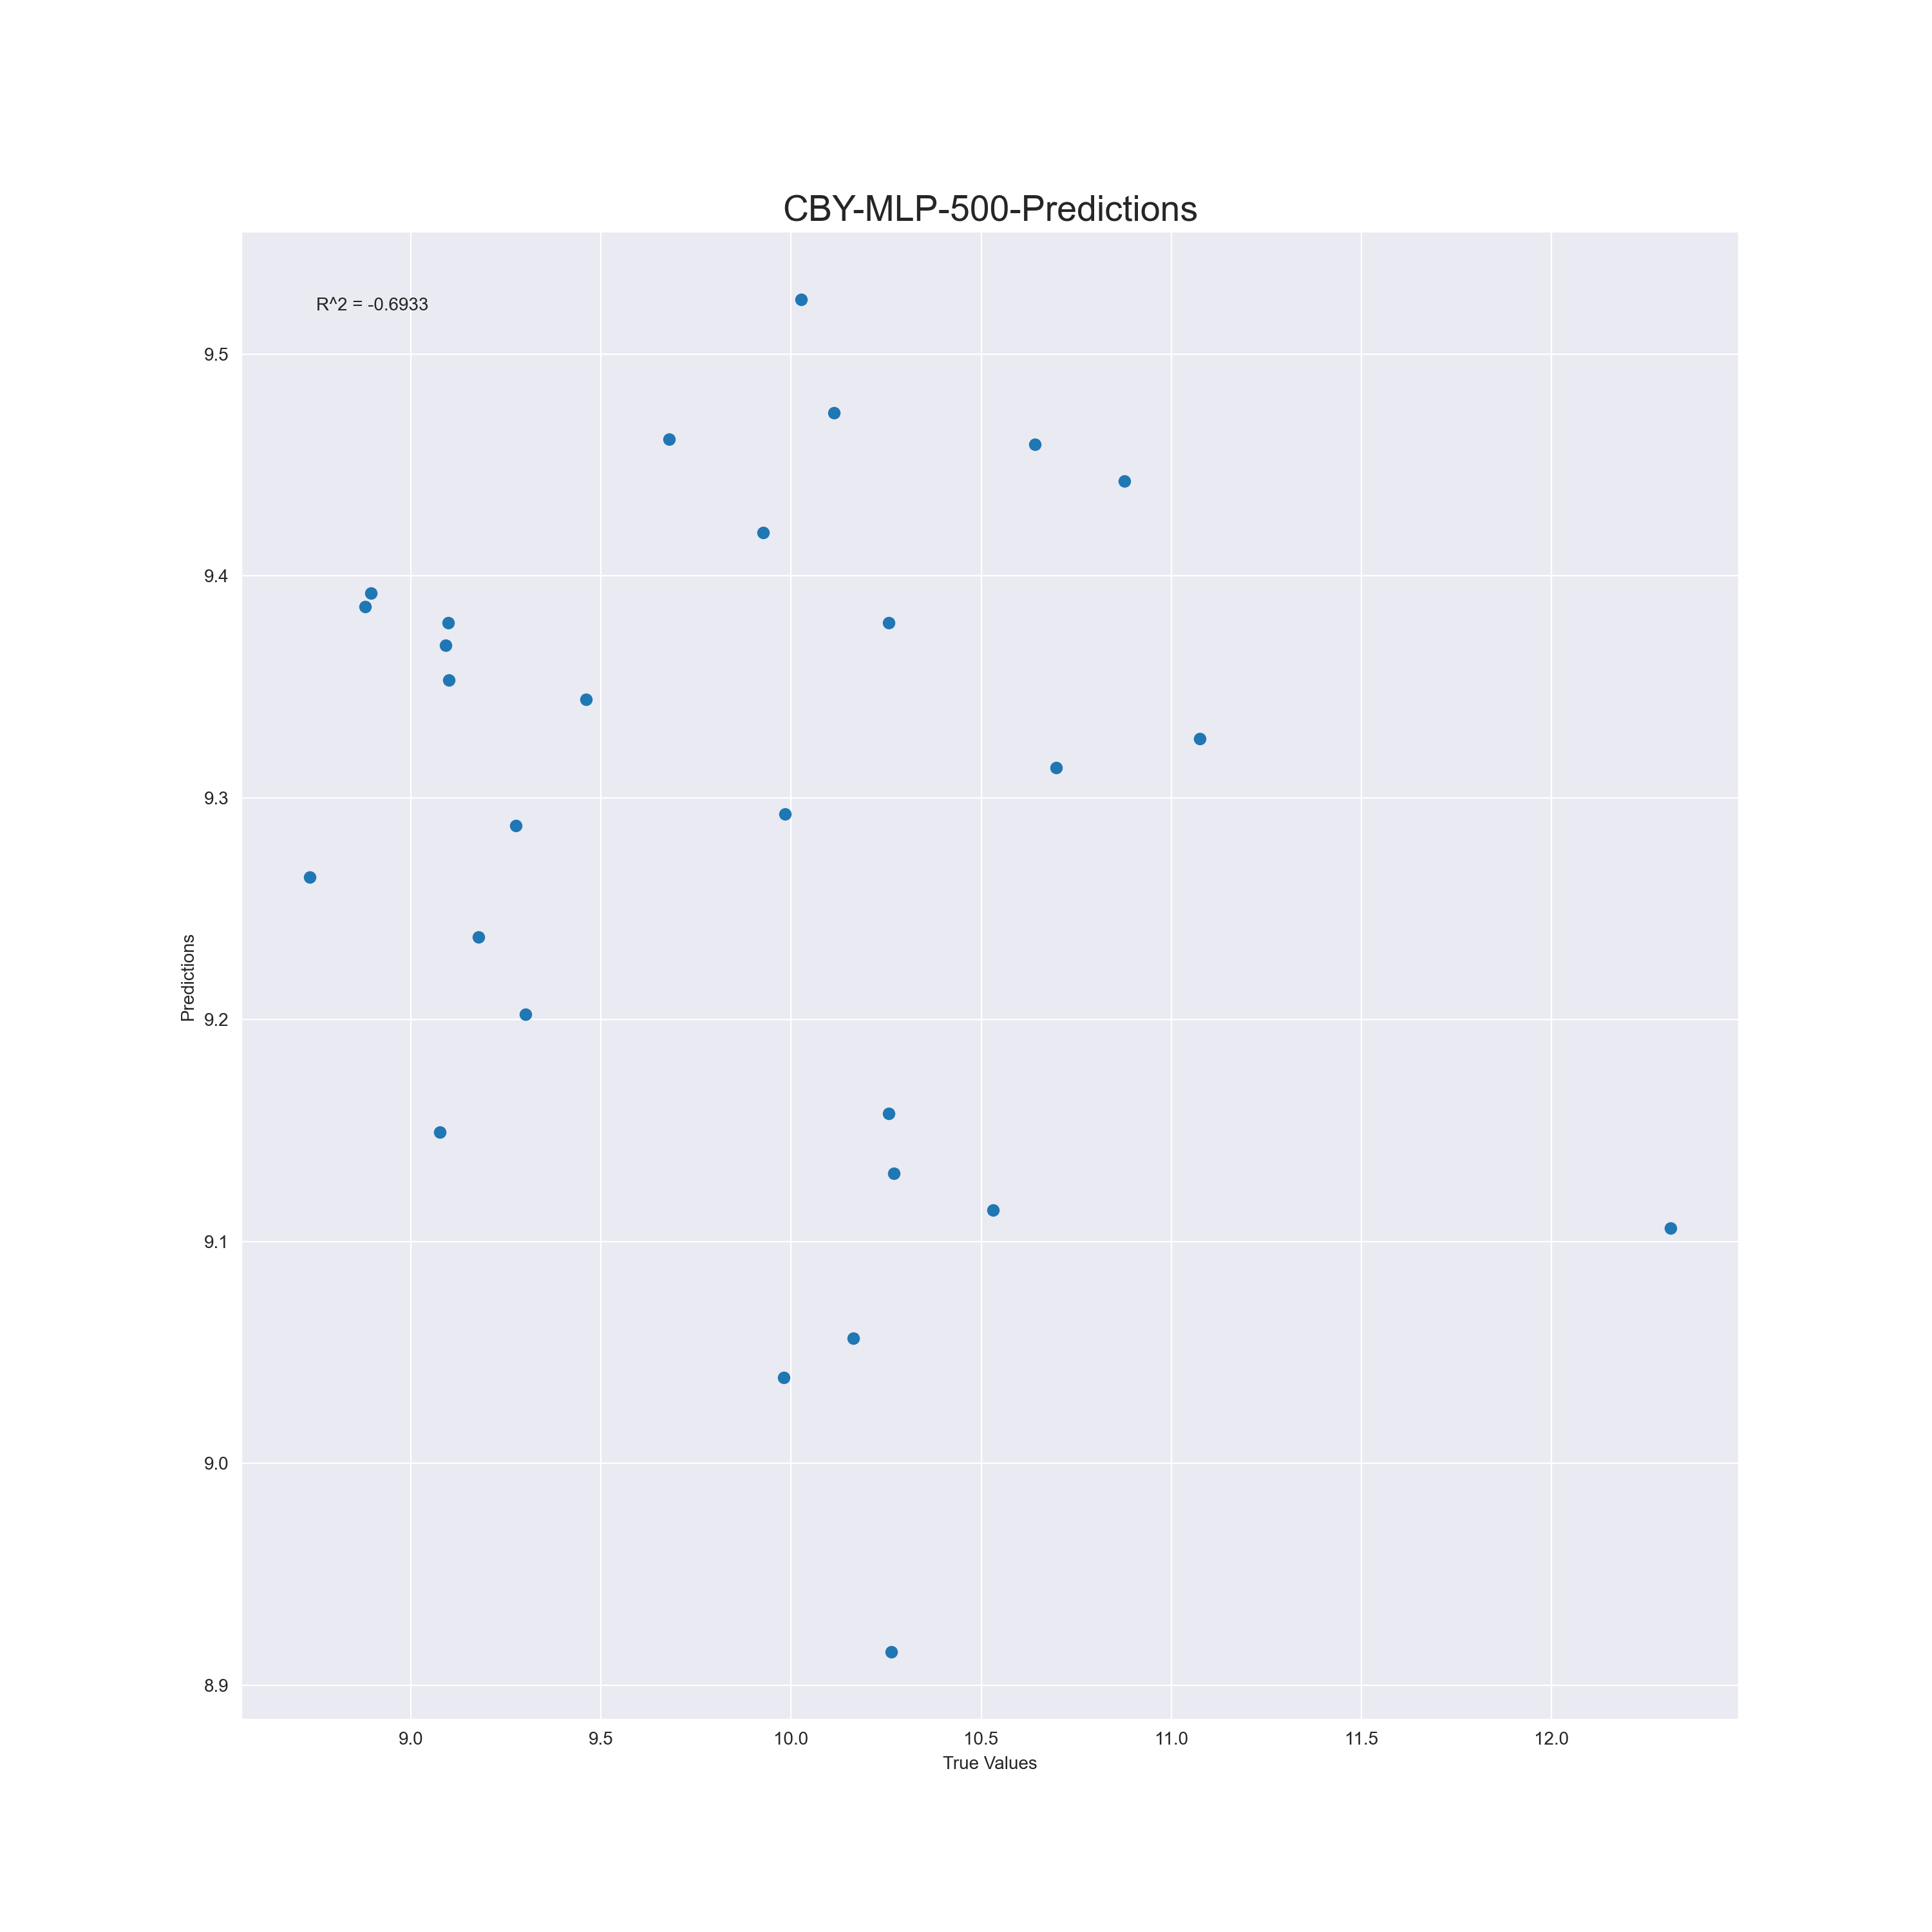 CBY-MLP-500-Predictions
R^2 = -0.6933
9.5
9.4
9.3
9.2
9.1
9.0
8.9
Predictions
9.0 9.5 10.0 10.5 11.0 11.5 12.0
True Values